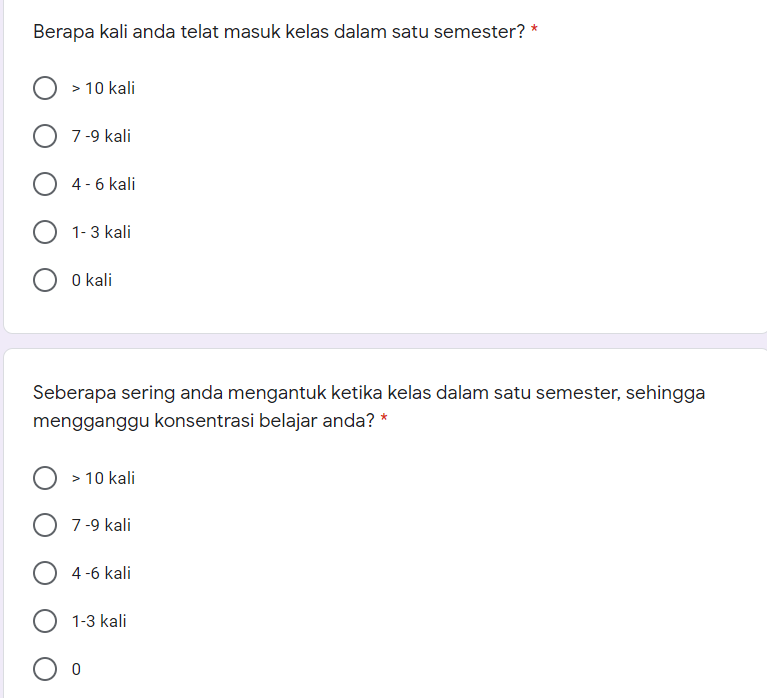 Berapa kali anda telat masuk kelas dalam satu semester? *
> 10 kali
7 -9 kali
4 - 6 kali
1- 3 kali
0 kali
Seberapa sering anda mengantuk ketika kelas dalam satu semester, sehingga
mengganggu konsentrasi belajar anda? *
> 10 kali
7 -9 kali
4 -6 kali
1-3 kali
0